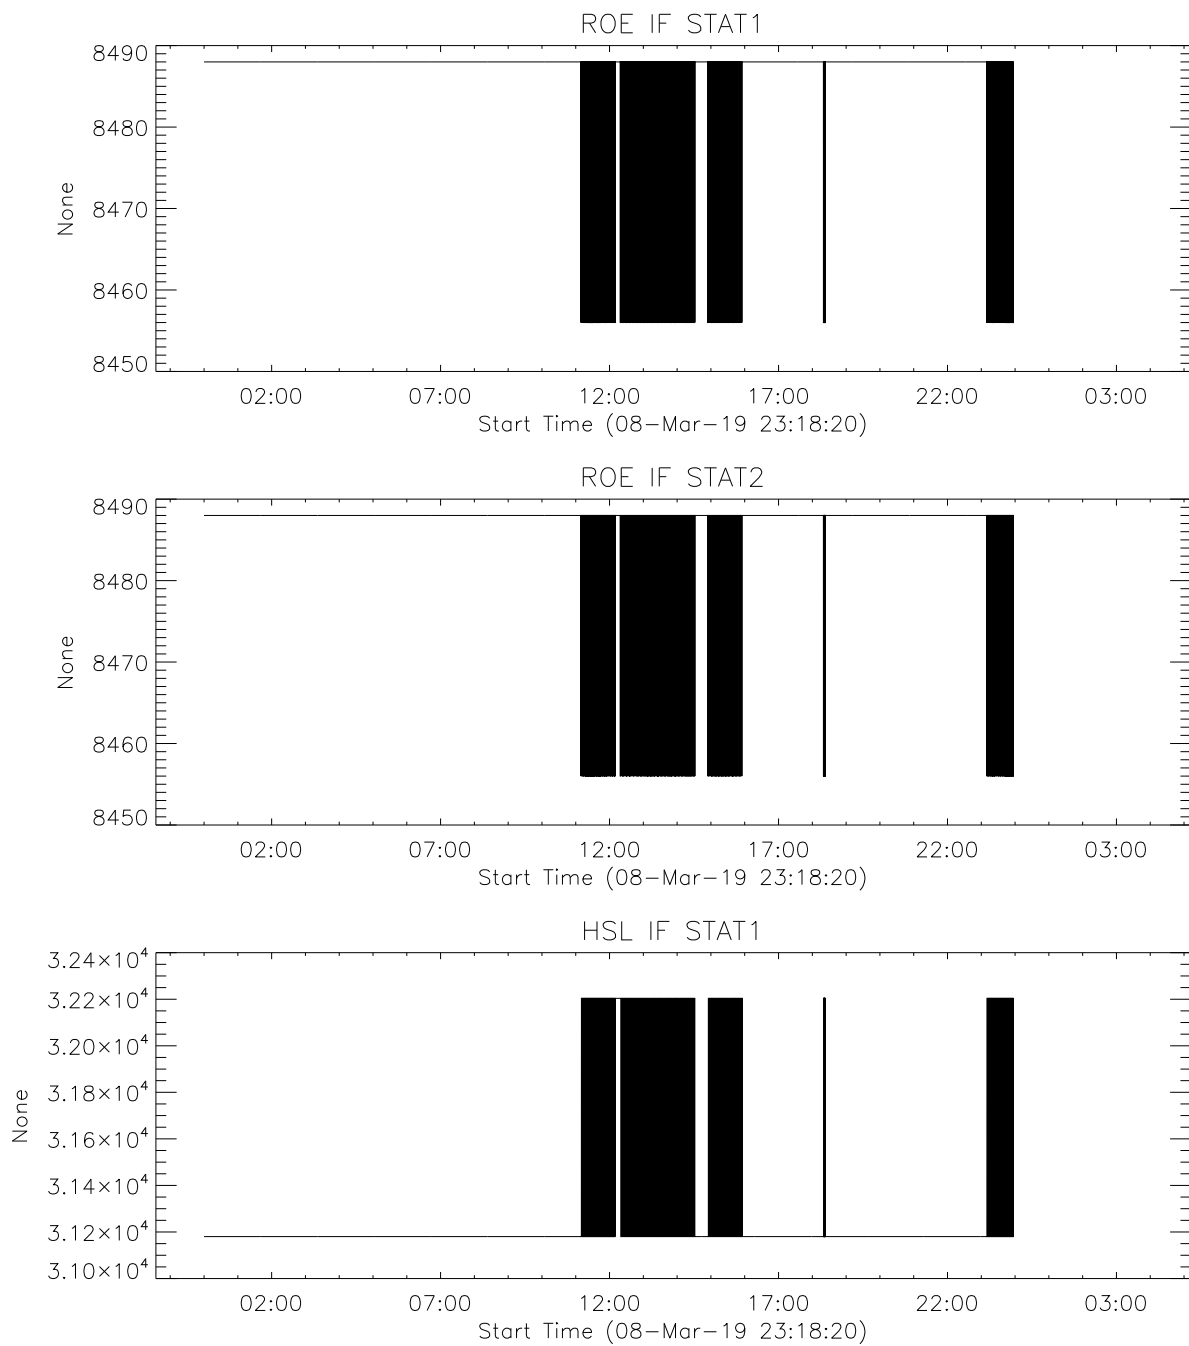 ROE IF STAT1
8490
8480
8470
8460
8450
None
02:00 07:00 12:00 17:00 22:00 03:00
Start Time (08-Mar-19 23:18:20)
ROE IF STAT2
8490
8480
8470
8460
8450
None
02:00 07:00 12:00 17:00 22:00 03:00
Start Time (08-Mar-19 23:18:20)
HSL IF STAT1
3.24×10⁴
3.22×10⁴
3.20×10⁴
3.18×10⁴
3.16×10⁴
3.14×10⁴
3.12×10⁴
3.10×10⁴
None
02:00 07:00 12:00 17:00 22:00 03:00
Start Time (08-Mar-19 23:18:20)